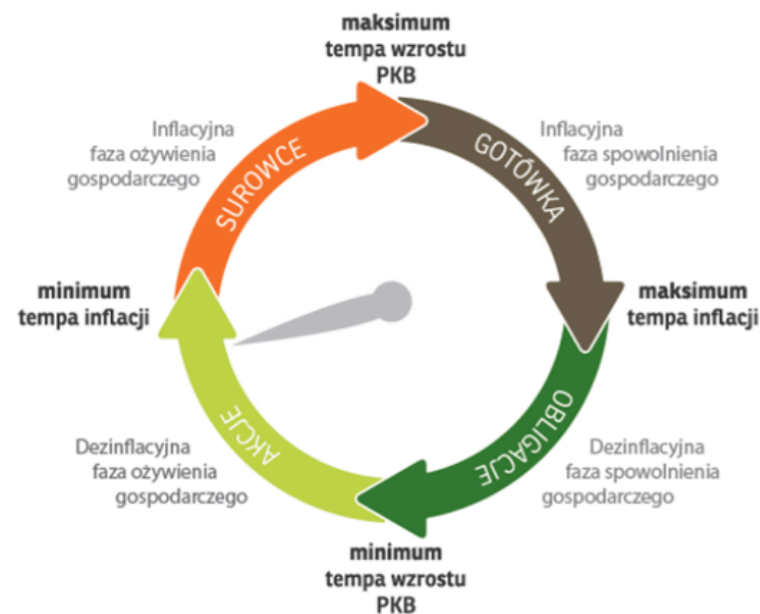 maksimum
tempa wzrostu
PKB
Inflacyjna
faza ożywienia
gospodarczego
SUROWCE
GOTÓWKA
Inflacyjna
faza spowolnienia
gospodarczego
minimum
tempa inflacji
maksimum
tempa inflacji
Dezinflacyjna
faza ożywienia
gospodarczego
AKCJE
OBLIGACJE
Dezinflacyjna
faza spowolnienia
gospodarczego
minimum
tempa wzrostu
PKB